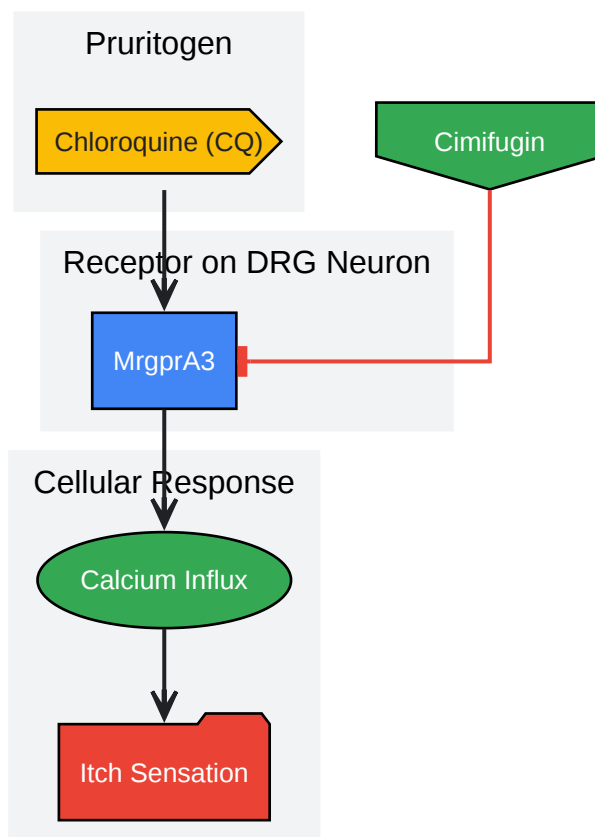 Pruritogen
Chloroquine (CQ)
Cimifugin
Receptor on DRG Neuron
MrgprA3
Cellular Response
Calcium Influx
Itch Sensation